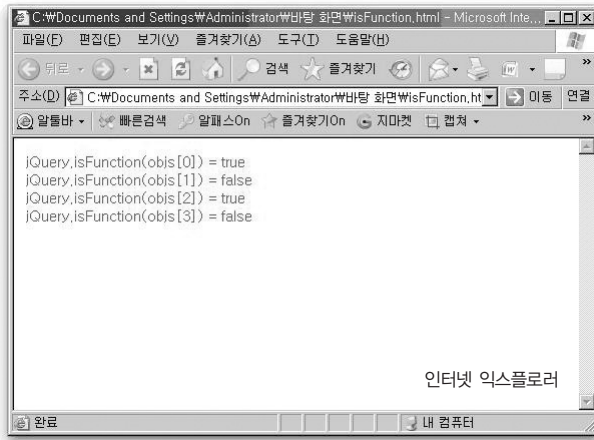 C:₩Documents and Settings₩Administrator₩바탕 화면₩isFunction.html - Microsoft Inte...
파일(F) 편집(E) 보기(V) 즐겨찾기(A) 도구(T) 도움말(H)
뒤로 검색 즐겨찾기 »
주소(D) C:₩Documents and Settings₩Administrator₩바탕 화면₩isFunction.ht 이동 연결
알툴바 빠른검색 알패스On 즐겨찾기On 지마켓 캡쳐 »
jQuery.isFunction(objs[0]) = true
jQuery.isFunction(objs[1]) = false
jQuery.isFunction(objs[2]) = true
jQuery.isFunction(objs[3]) = false
인터넷 익스플로러
완료 내 컴퓨터